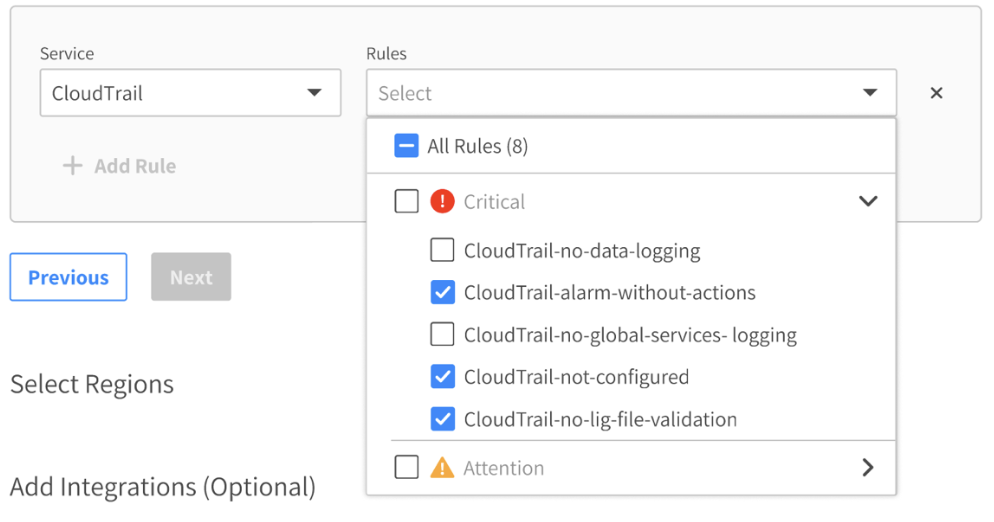 Service
Rules
CloudTrail
Select
All Rules (8)
+ Add Rule
Critical
CloudTrail-no-data-logging
Previous
Next
CloudTrail-alarm-without-actions
CloudTrail-no-global-services- logging
CloudTrail-not-configured
Select Regions
CloudTrail-no-lig-file-validation
Attention
Add Integrations (Optional)